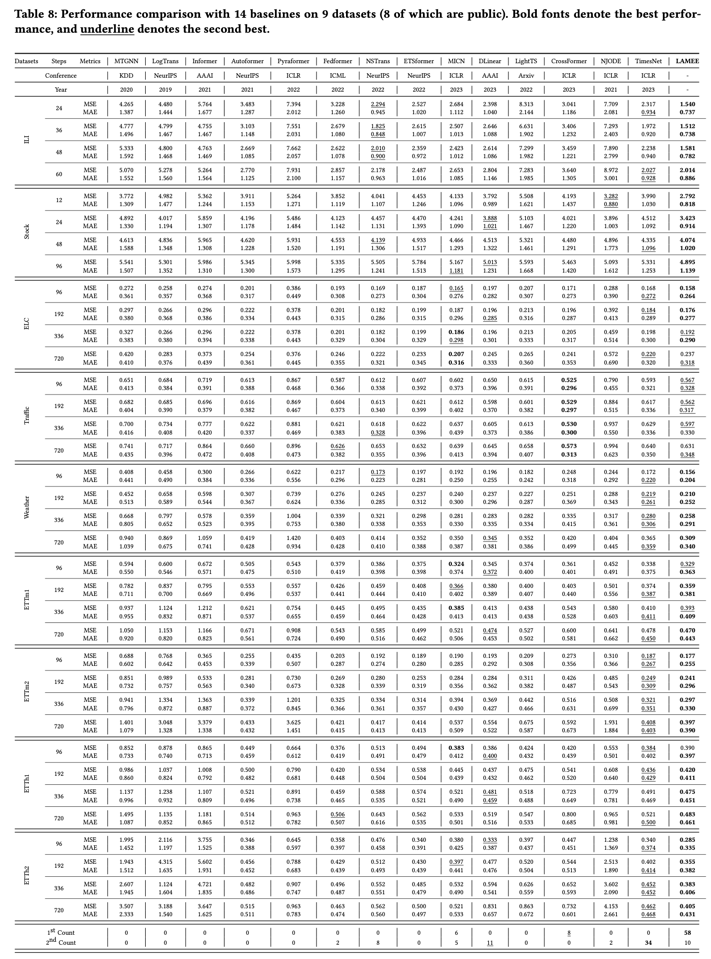 Table 8: Performance comparison with 14 baselines on 9 datasets (8 of which are public). Bold fonts denote the best perfor-
mance, and underline denotes the second best.
Datasets Steps Metrics MTGNN LogTrans Informer Autoformer Pyraformer Fedformer NSTrans ETSformer MICN DLinear LightTS CrossFormer NJODE TimesNet LAMEE
Conference KDD NeurIPS AAAI NeurIPS ICLR ICML NeurIPS NeurIPS ICLR AAAI Arxiv ICLR ICLR ICLR -
Year 2020 2019 2021 2021 2022 2022 2022 2022 2023 2023 2022 2023 2021 2023 -
ILI
24 MSE 4.265 4.480 5.764 3.483 7.394 3.228 2.294 2.527 2.684 2.398 8.313 3.041 7.709 2.317 1.540
MAE 1.387 1.444 1.677 1.287 2.012 1.260 0.945 1.020 1.112 1.040 2.144 1.186 2.081 0.934 0.737
36 MSE 4.777 4.799 4.755 3.103 7.551 2.679 1.825 2.615 2.507 2.646 6.631 3.406 7.293 1.972 1.512
MAE 1.496 1.467 1.467 1.148 2.031 1.080 0.848 1.007 1.013 1.088 1.902 1.232 2.403 0.920 0.738
48 MSE 5.333 4.800 4.763 2.669 7.662 2.622 2.010 2.359 2.423 2.614 7.299 3.459 7.890 2.238 1.581
MAE 1.592 1.468 1.469 1.085 2.057 1.078 0.900 0.972 1.012 1.086 1.982 1.221 2.799 0.940 0.782
60 MSE 5.070 5.278 5.264 2.770 7.931 2.857 2.178 2.487 2.653 2.804 7.283 3.640 8.972 2.027 2.014
MAE 1.552 1.560 1.564 1.125 2.100 1.157 0.963 1.016 1.085 1.146 1.985 1.305 3.001 0.928 0.886
Stock
12 MSE 3.772 4.982 5.362 3.911 5.264 3.852 4.041 4.453 4.133 3.792 5.508 4.193 3.282 3.990 2.792
MAE 1.309 1.477 1.244 1.153 1.271 1.119 1.107 1.246 1.096 0.989 1.621 1.437 0.880 1.030 0.818
24 MSE 4.892 4.017 5.859 4.196 5.486 4.123 4.457 4.470 4.241 3.888 5.103 4.021 3.896 4.512 3.423
MAE 1.330 1.194 1.307 1.178 1.484 1.142 1.131 1.393 1.090 1.021 1.467 1.220 1.003 1.092 0.914
48 MSE 4.613 4.836 5.965 4.620 5.931 4.553 4.139 4.933 4.466 4.513 5.321 4.480 4.896 4.335 4.074
MAE 1.588 1.348 1.308 1.228 1.520 1.191 1.306 1.517 1.293 1.322 1.461 1.291 1.773 1.096 1.020
96 MSE 5.541 5.301 5.986 5.345 5.998 5.335 5.505 5.784 5.167 5.013 5.593 5.463 5.093 5.331 4.895
MAE 1.507 1.352 1.310 1.300 1.573 1.295 1.241 1.513 1.181 1.231 1.668 1.420 1.612 1.253 1.139
ELC
96 MSE 0.272 0.258 0.274 0.201 0.386 0.193 0.169 0.187 0.165 0.197 0.207 0.171 0.288 0.168 0.158
MAE 0.361 0.357 0.368 0.317 0.449 0.308 0.273 0.304 0.276 0.282 0.307 0.273 0.390 0.272 0.264
192 MSE 0.297 0.266 0.296 0.222 0.378 0.201 0.182 0.199 0.187 0.196 0.213 0.196 0.392 0.184 0.176
MAE 0.380 0.368 0.386 0.334 0.443 0.315 0.286 0.315 0.296 0.285 0.316 0.287 0.413 0.289 0.277
336 MSE 0.327 0.266 0.296 0.222 0.378 0.201 0.182 0.199 0.186 0.196 0.213 0.205 0.459 0.198 0.192
MAE 0.383 0.380 0.394 0.338 0.443 0.329 0.304 0.329 0.298 0.301 0.333 0.317 0.514 0.300 0.290
720 MSE 0.420 0.283 0.373 0.254 0.376 0.246 0.222 0.233 0.207 0.245 0.265 0.241 0.572 0.220 0.237
MAE 0.410 0.376 0.439 0.361 0.445 0.355 0.321 0.345 0.316 0.333 0.360 0.353 0.690 0.320 0.318
Traffic
96 MSE 0.651 0.684 0.719 0.613 0.867 0.587 0.612 0.607 0.602 0.650 0.615 0.525 0.790 0.593 0.567
MAE 0.413 0.384 0.391 0.388 0.468 0.366 0.338 0.392 0.373 0.396 0.391 0.296 0.455 0.321 0.328
192 MSE 0.682 0.685 0.696 0.616 0.869 0.604 0.613 0.621 0.612 0.598 0.601 0.529 0.884 0.617 0.562
MAE 0.404 0.390 0.379 0.382 0.467 0.373 0.340 0.399 0.402 0.370 0.382 0.297 0.515 0.336 0.317
336 MSE 0.700 0.734 0.777 0.622 0.881 0.621 0.618 0.622 0.637 0.605 0.613 0.530 0.937 0.629 0.597
MAE 0.416 0.408 0.420 0.337 0.469 0.383 0.328 0.396 0.439 0.373 0.386 0.300 0.550 0.336 0.330
720 MSE 0.741 0.717 0.864 0.660 0.896 0.626 0.653 0.632 0.639 0.645 0.658 0.573 0.994 0.640 0.631
MAE 0.435 0.396 0.472 0.408 0.473 0.382 0.355 0.396 0.413 0.394 0.407 0.313 0.623 0.350 0.348
Weather
96 MSE 0.408 0.458 0.300 0.266 0.622 0.217 0.173 0.197 0.192 0.196 0.182 0.248 0.244 0.172 0.156
MAE 0.441 0.490 0.384 0.336 0.556 0.296 0.223 0.281 0.250 0.255 0.242 0.318 0.292 0.220 0.204
192 MSE 0.452 0.658 0.598 0.307 0.739 0.276 0.245 0.237 0.240 0.237 0.227 0.251 0.288 0.219 0.210
MAE 0.513 0.589 0.544 0.367 0.624 0.336 0.285 0.312 0.300 0.296 0.287 0.369 0.343 0.261 0.252
336 MSE 0.668 0.797 0.578 0.359 1.004 0.339 0.321 0.298 0.281 0.283 0.282 0.335 0.317 0.280 0.258
MAE 0.805 0.652 0.523 0.395 0.753 0.380 0.338 0.353 0.330 0.335 0.334 0.415 0.361 0.306 0.291
720 MSE 0.940 0.869 1.059 0.419 1.420 0.403 0.414 0.352 0.350 0.345 0.352 0.420 0.404 0.365 0.309
MAE 1.039 0.675 0.741 0.428 0.934 0.428 0.410 0.388 0.387 0.381 0.386 0.499 0.445 0.359 0.340
ETTm1
96 MSE 0.594 0.600 0.672 0.505 0.543 0.379 0.386 0.375 0.324 0.345 0.374 0.361 0.452 0.338 0.329
MAE 0.550 0.546 0.571 0.475 0.510 0.419 0.398 0.398 0.374 0.372 0.400 0.401 0.491 0.375 0.363
192 MSE 0.782 0.837 0.795 0.553 0.557 0.426 0.459 0.408 0.366 0.380 0.400 0.403 0.501 0.374 0.359
MAE 0.711 0.700 0.669 0.496 0.537 0.441 0.444 0.410 0.402 0.389 0.407 0.440 0.556 0.387 0.381
336 MSE 0.937 1.124 1.212 0.621 0.754 0.445 0.495 0.435 0.385 0.413 0.438 0.543 0.580 0.410 0.393
MAE 0.955 0.832 0.871 0.537 0.655 0.459 0.464 0.428 0.413 0.413 0.438 0.528 0.603 0.411 0.409
720 MSE 1.050 1.153 1.166 0.671 0.908 0.543 0.585 0.499 0.521 0.474 0.527 0.600 0.641 0.478 0.470
MAE 0.920 0.820 0.823 0.561 0.724 0.490 0.516 0.462 0.506 0.453 0.502 0.581 0.662 0.450 0.443
ETTm2
96 MSE 0.688 0.768 0.365 0.255 0.435 0.203 0.192 0.189 0.190 0.193 0.209 0.273 0.310 0.187 0.177
MAE 0.602 0.642 0.453 0.339 0.507 0.287 0.274 0.280 0.285 0.292 0.308 0.356 0.366 0.267 0.255
192 MSE 0.851 0.989 0.533 0.281 0.730 0.269 0.280 0.253 0.284 0.284 0.311 0.426 0.485 0.249 0.241
MAE 0.732 0.757 0.563 0.340 0.673 0.328 0.339 0.319 0.356 0.362 0.382 0.487 0.543 0.309 0.296
336 MSE 0.941 1.334 1.363 0.339 1.201 0.325 0.334 0.314 0.430 0.369 0.442 0.516 0.508 0.321 0.297
MAE 0.796 0.872 0.887 0.372 0.845 0.366 0.361 0.357 0.430 0.427 0.466 0.631 0.699 0.351 0.330
720 MSE 1.401 3.048 3.379 0.433 3.625 0.421 0.417 0.414 0.537 0.554 0.675 0.592 1.931 0.408 0.397
MAE 1.079 1.328 1.338 0.432 1.451 0.415 0.413 0.413 0.509 0.522 0.587 0.673 1.884 0.403 0.390
ETTh1
96 MSE 0.852 0.878 0.865 0.449 0.664 0.376 0.513 0.494 0.383 0.386 0.424 0.420 0.553 0.384 0.390
MAE 0.733 0.740 0.713 0.459 0.612 0.419 0.491 0.479 0.412 0.400 0.432 0.439 0.501 0.402 0.397
192 MSE 0.986 1.037 1.008 0.500 0.790 0.420 0.534 0.538 0.445 0.437 0.475 0.541 0.608 0.436 0.420
MAE 0.860 0.824 0.792 0.482 0.681 0.448 0.504 0.504 0.439 0.432 0.462 0.520 0.640 0.429 0.411
336 MSE 1.137 1.238 1.107 0.521 0.891 0.459 0.588 0.574 0.521 0.481 0.518 0.723 0.779 0.491 0.475
MAE 0.996 0.932 0.809 0.496 0.738 0.465 0.535 0.521 0.490 0.459 0.488 0.649 0.781 0.469 0.451
720 MSE 1.495 1.135 1.181 0.514 0.963 0.506 0.643 0.562 0.533 0.519 0.547 0.800 0.965 0.521 0.483
MAE 1.087 0.852 0.865 0.512 0.782 0.507 0.616 0.535 0.501 0.516 0.533 0.685 0.981 0.500 0.461
ETTh2
96 MSE 1.995 2.116 3.755 0.346 0.645 0.358 0.476 0.340 0.380 0.333 0.397 0.447 1.238 0.340 0.285
MAE 1.452 1.197 1.525 0.388 0.597 0.397 0.458 0.391 0.425 0.387 0.437 0.451 1.369 0.374 0.335
192 MSE 1.943 4.315 5.602 0.456 0.788 0.429 0.512 0.430 0.397 0.477 0.520 0.544 2.513 0.402 0.355
MAE 1.512 1.635 1.931 0.452 0.683 0.439 0.493 0.439 0.441 0.476 0.504 0.513 1.890 0.414 0.382
336 MSE 2.607 1.124 4.721 0.482 0.907 0.496 0.552 0.485 0.532 0.594 0.626 0.652 3.602 0.452 0.383
MAE 1.945 1.604 1.835 0.486 0.747 0.487 0.551 0.479 0.490 0.541 0.559 0.593 2.090 0.452 0.406
720 MSE 3.507 3.188 3.647 0.515 0.963 0.463 0.562 0.500 0.521 0.831 0.863 0.732 4.153 0.462 0.405
MAE 2.333 1.540 1.625 0.511 0.783 0.474 0.560 0.497 0.533 0.657 0.672 0.601 2.661 0.468 0.431
1st Count 0 0 0 0 0 0 0 0 6 0 0 8 0 0 58
2nd Count 0 0 0 0 0 2 8 0 5 11 0 0 2 34 10